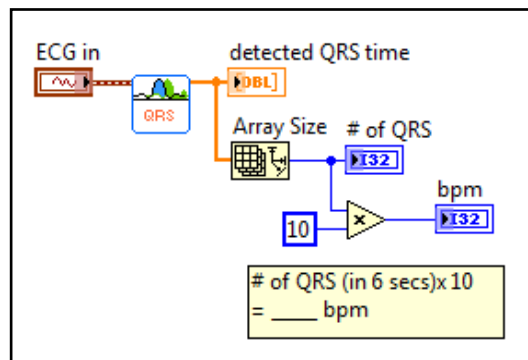 ECG in
detected QRS time
DBL]
QRS
Array Size
# of QRS
I32
bpm
10
x
I32
# of QRS (in 6 secs)x 10
= ____ bpm